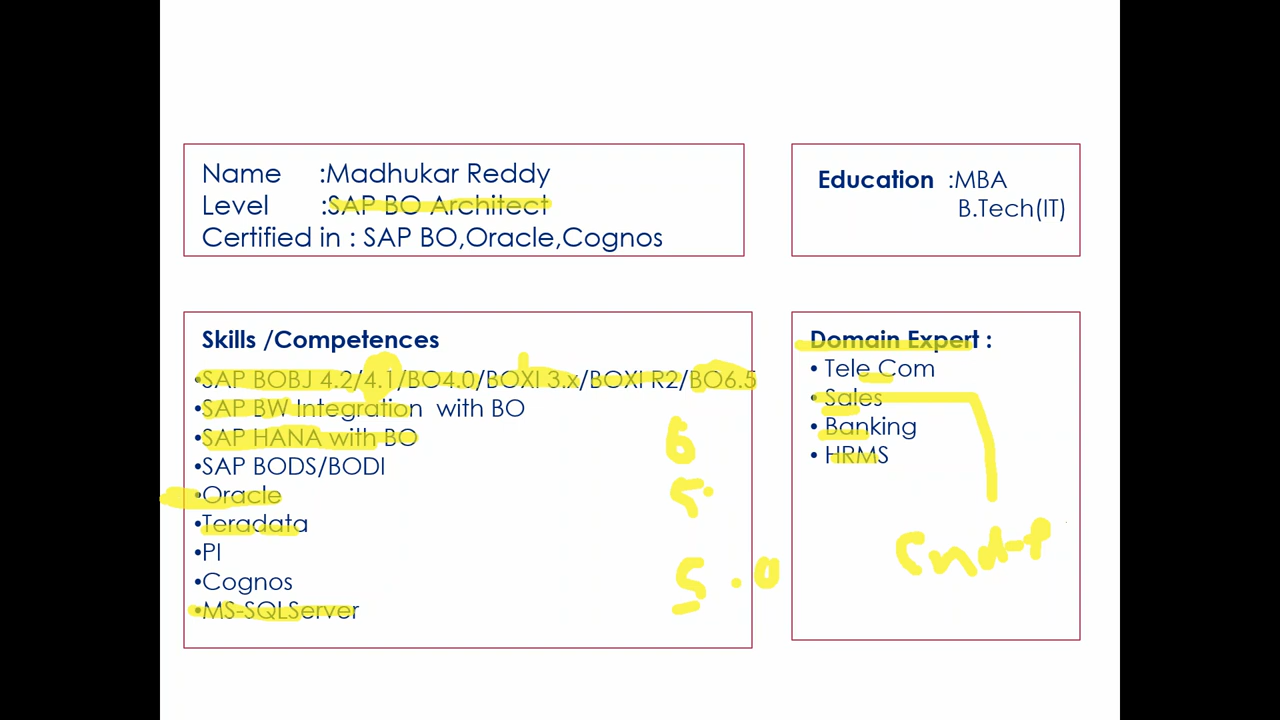 Name :Madhukar Reddy
Level :SAP BO Architect
Certified in : SAP BO,Oracle,Cognos
Education :MBA
B.Tech(IT)
Skills /Competences
•SAP BOBJ 4.2/4.1/BO4.0/BOXI 3.x/BOXI R2/BO6.5
•SAP BW Integration with BO
•SAP HANA with BO
•SAP BODS/BODI
•Oracle
•Teradata
•PI
•Cognos
•MS-SQLServer
6
5.
5.0
Domain Expert :
• Tele Com
• Sales
• Banking
• HRMS